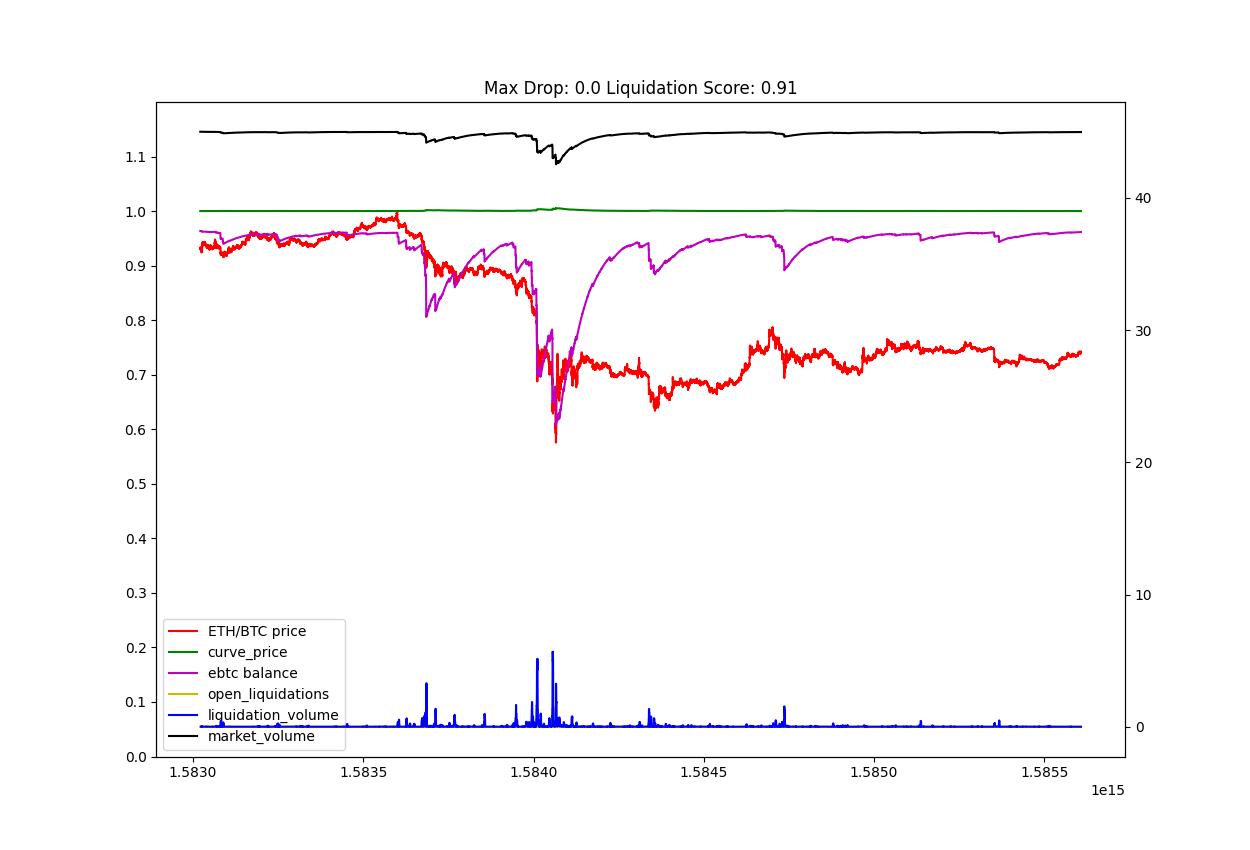 Max Drop: 0.0 Liquidation Score: 0.91
1.1
1.0
0.9
0.8
0.7
0.6
0.5
0.4
0.3
0.2
0.1
0.0
40
30
20
10
0
ETH/BTC price
curve_price
ebtc balance
open_liquidations
liquidation_volume
market_volume
1.5830 1.5835 1.5840 1.5845 1.5850 1.5855
1e15